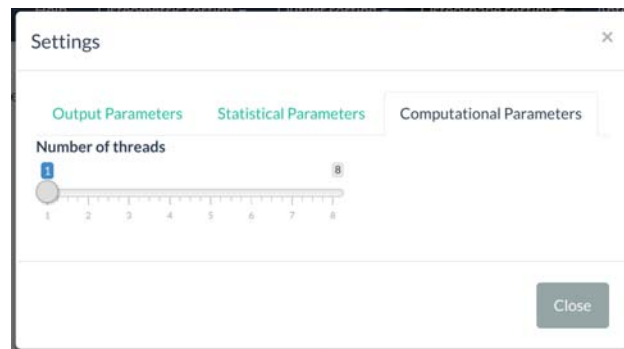 Settings
×
Output Parameters Statistical Parameters Computational Parameters
Number of threads
1 8
1 2 3 4 5 6 7 8
Close